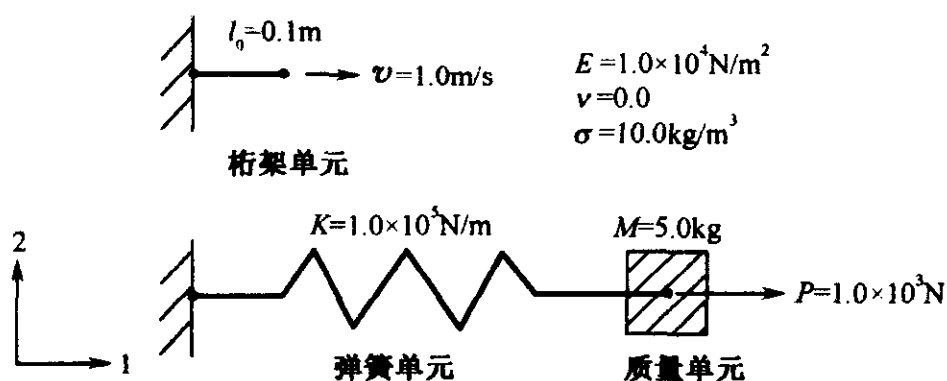 l₀=0.1m
v=1.0m/s
E=1.0×10⁴N/m²
ν=0.0
σ=10.0kg/m³
桁架单元
K=1.0×10⁵N/m
M=5.0kg
2
P=1.0×10³N
1
弹簧单元
质量单元